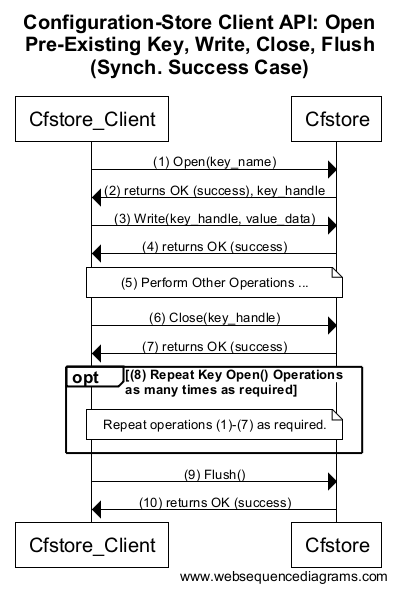 Configuration-Store Client API: Open
Pre-Existing Key, Write, Close, Flush
(Synch. Success Case)
Cfstore_Client
Cfstore
(1) Open(key_name)
(2) returns OK (success), key_handle
(3) Write(key_handle, value_data)
(4) returns OK (success)
(5) Perform Other Operations ...
(6) Close(key_handle)
(7) returns OK (success)
opt
[(8) Repeat Key Open() Operations
as many times as required]
Repeat operations (1)-(7) as required.
(9) Flush()
(10) returns OK (success)
Cfstore_Client
Cfstore
www.websequencediagrams.com